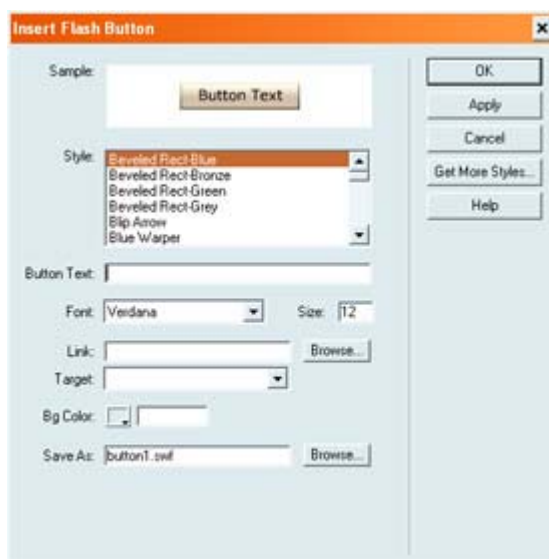 Insert Flash Button
Sample:
Button Text
Style:
Beveled Rect-Blue
Beveled Rect-Bronze
Beveled Rect-Green
Beveled Rect-Grey
Blip Arrow
Blue Warper
Button Text:
Font: Verdana Size: 12
Link: Browse...
Target:
Bg Color:
Save As: button1.swf Browse...
OK
Apply
Cancel
Get More Styles...
Help